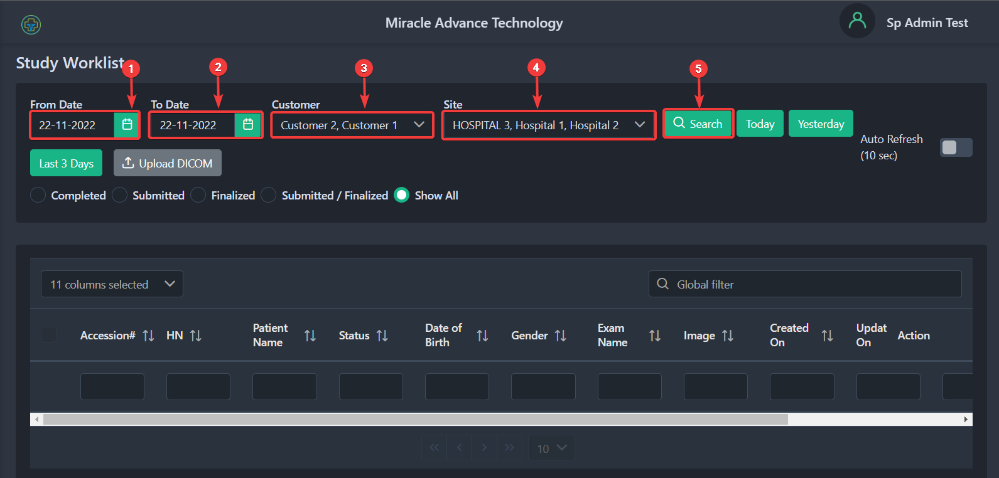 Miracle Advance Technology
Sp Admin Test
Study Worklist
1 2 3 4 5
From Date To Date Customer Site
22-11-2022 22-11-2022 Customer 2, Customer 1 HOSPITAL 3, Hospital 1, Hospital 2 Search Today Yesterday
Auto Refresh
(10 sec)
Last 3 Days Upload DICOM
Completed Submitted Finalized Submitted / Finalized Show All
11 columns selected Global filter
Accession# HN Patient Name Status Date of Birth Gender Exam Name Image Created On Updat On Action
10